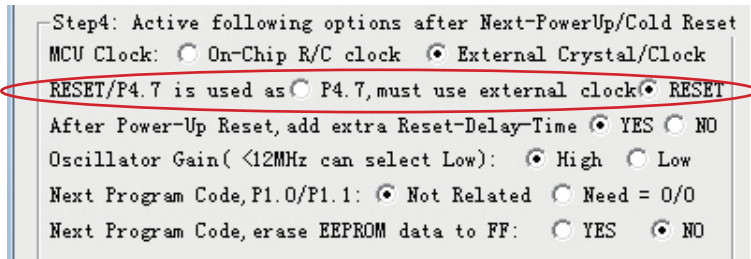 Step4: Active following options after Next-PowerUp/Cold Reset
MCU Clock: On-Chip R/C clock External Crystal/Clock
RESET/P4.7 is used as P4.7,must use external clock RESET
After Power-Up Reset,add extra Reset-Delay-Time YES NO
Oscillator Gain( <12MHz can select Low): High Low
Next Program Code,P1.0/P1.1: Not Related Need = 0/0
Next Program Code,erase EEPROM data to FF: YES NO